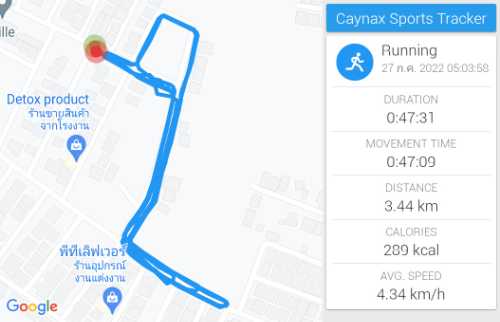 ille
Detox product
ร้านขายสินค้า
จากโรงงาน
พีทีเลิฟเวอร์
ร้านอุปกรณ์
งานแต่งงาน
Google
Caynax Sports Tracker
Running
27 ก.ค. 2022 05:03:58
DURATION
0:47:31
MOVEMENT TIME
0:47:09
DISTANCE
3.44 km
CALORIES
289 kcal
AVG. SPEED
4.34 km/h